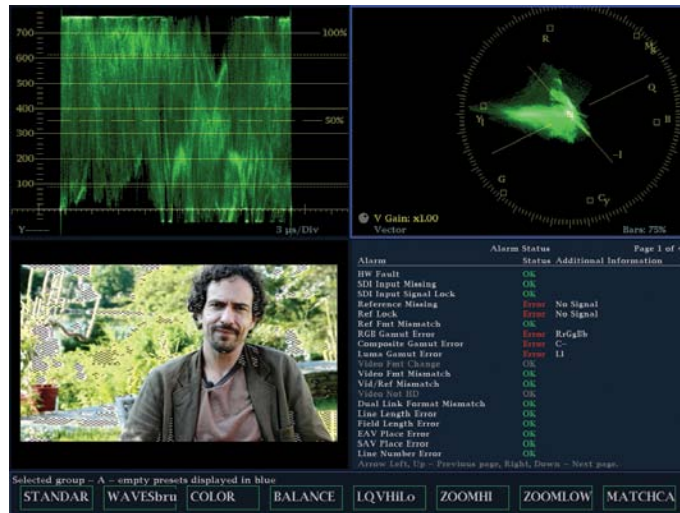 700
600
500
400
300
200
100
100%
50%
Y------
3 µs/Div
R
Mg
Q
B
Yl
-I
G
Cy
V Gain: x1.00
Vector
Bars: 75%
Alarm Status Page 1 of 4
Alarm Status Additional Information
HW Fault OK
SDI Input Missing OK
SDI Input Signal Lock OK
Reference Missing Error No Signal
Ref Lock Error No Signal
Ref Fmt Mismatch OK
RGB Gamut Error Error RrGgBb
Composite Gamut Error Error C-
Luma Gamut Error Error Ll
Video Fmt Change OK
Video Fmt Mismatch OK
Vid/Ref Mismatch OK
Video Not HD OK
Dual Link Format Mismatch OK
Line Length Error OK
Field Length Error OK
EAV Place Error OK
SAV Place Error OK
Line Number Error OK
Arrow Left, Up - Previous page, Right, Down - Next page.
Selected group - A - empty presets displayed in blue
STANDAR WAVESbru COLOR BALANCE LQVHiLo ZOOMHI ZOOMLOW MATCHCA